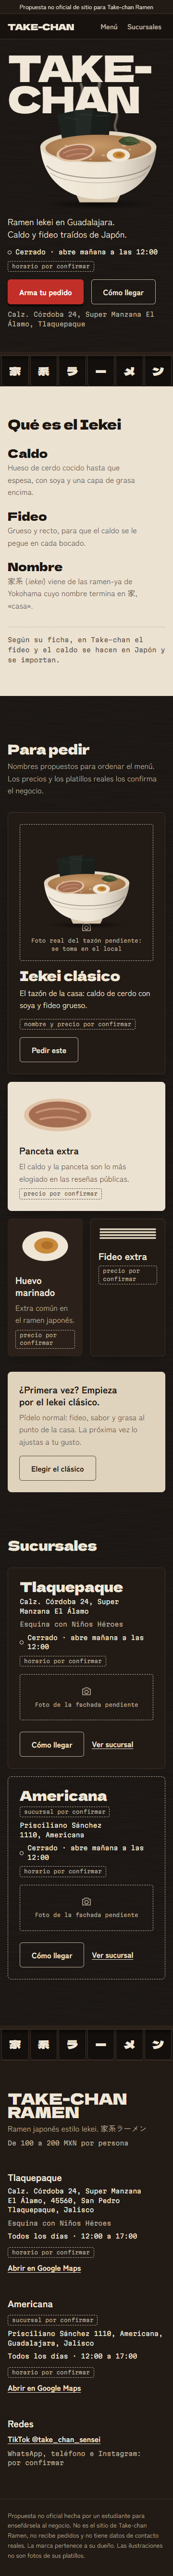 Propuesta no oficial de sitio para Take-chan Ramen
TAKE-CHAN
Menú Sucursales
TAKE-
CHAN
Ramen Iekei en Guadalajara.
Caldo y fideo traídos de Japón.
Cerrado · abre mañana a las 12:00
horario por confirmar
Arma tu pedido
Cómo llegar
Calz. Córdoba 24, Super Manzana El
Álamo, Tlaquepaque
家 系 ラ ー メ ン
Qué es el Iekei
Caldo
Hueso de cerdo cocido hasta que
espesa, con soya y una capa de grasa
encima.
Fideo
Grueso y recto, para que el caldo se le
pegue en cada bocado.
Nombre
家系 (iekei) viene de las ramen-ya de
Yokohama cuyo nombre termina en 家,
«casa».
Según su ficha, en Take-chan el
fideo y el caldo se hacen en Japón y
se importan.
Para pedir
Nombres propuestos para ordenar el menú.
Los precios y los platillos reales los confirma
el negocio.
Foto real del tazón pendiente:
se toma en el local
Iekei clásico
El tazón de la casa: caldo de cerdo con
soya y fideo grueso.
nombre y precio por confirmar
Pedir este
Panceta extra
El caldo y la panceta son lo más
elogiado en las reseñas públicas.
precio por confirmar
Huevo
marinado
Extra común en
el ramen japonés.
precio por
confirmar
Fideo extra
precio por
confirmar
¿Primera vez? Empieza
por el Iekei clásico.
Pídelo normal: fideo, sabor y grasa al
punto de la casa. La próxima vez lo
ajustas a tu gusto.
Elegir el clásico
Sucursales
Tlaquepaque
Calz. Córdoba 24, Super
Manzana El Álamo
Esquina con Niños Héroes
Cerrado · abre mañana a las
12:00
horario por confirmar
Foto de la fachada pendiente
Cómo llegar
Ver sucursal
Americana
sucursal por confirmar
Prisciliano Sánchez
1110, Americana
Cerrado · abre mañana a las
12:00
horario por confirmar
Foto de la fachada pendiente
Cómo llegar
Ver sucursal
家 系 ラ ー メ ン
TAKE-CHAN
RAMEN
Ramen japonés estilo Iekei. 家系ラーメン
De 100 a 200 MXN por persona
Tlaquepaque
Calz. Córdoba 24, Super Manzana
El Álamo, 45560, San Pedro
Tlaquepaque, Jalisco
Esquina con Niños Héroes
Todos los días · 12:00 a 17:00
horario por confirmar
Abrir en Google Maps
Americana
sucursal por confirmar
Prisciliano Sánchez 1110, Americana,
Guadalajara, Jalisco
Todos los días · 12:00 a 17:00
horario por confirmar
Abrir en Google Maps
Redes
TikTok @take_chan_sensei
WhatsApp, teléfono e Instagram:
por confirmar
Propuesta no oficial hecha por un estudiante para
enseñársela al negocio. No es el sitio de Take-chan
Ramen, no recibe pedidos y no tiene datos de contacto
reales. La marca pertenece a su dueño. Las ilustraciones
no son fotos de sus platillos.